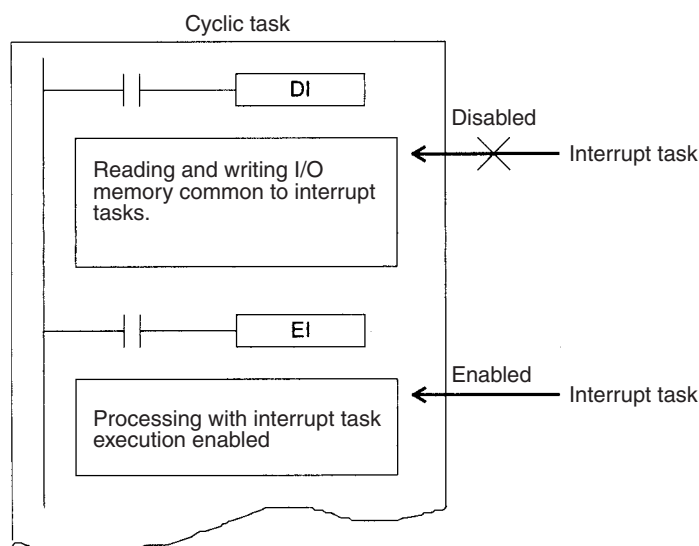 Cyclic task
DI
Disabled
Interrupt task
Reading and writing I/O
memory common to interrupt
tasks.
EI
Enabled
Interrupt task
Processing with interrupt task
execution enabled